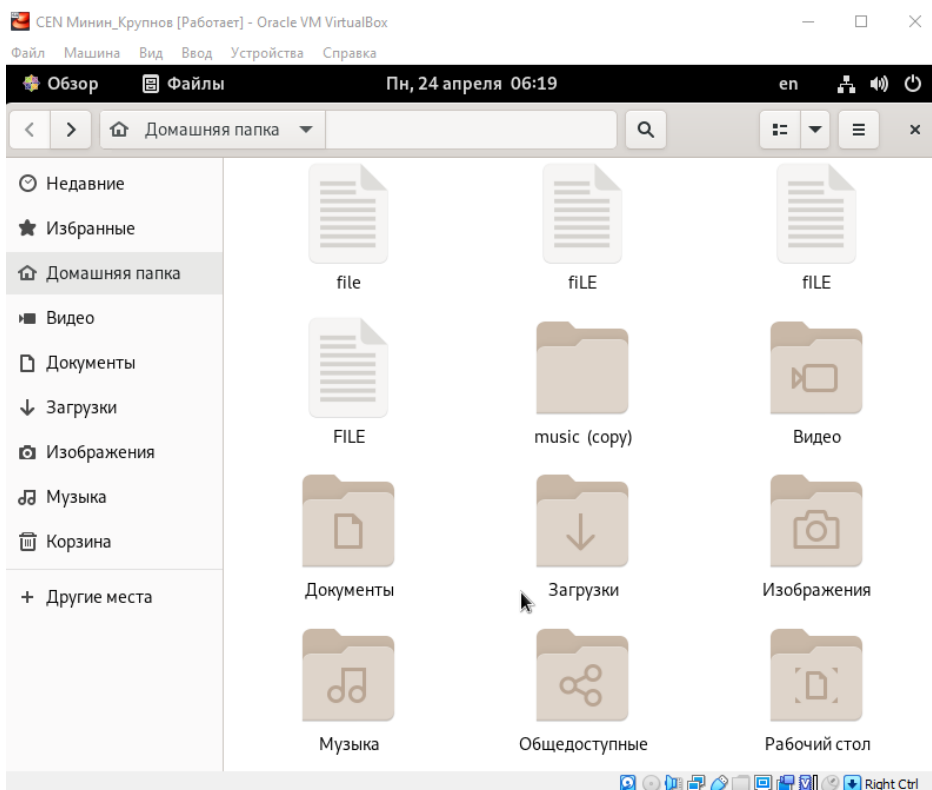 CEN Минин_Крупнов [Работает] - Oracle VM VirtualBox
Файл Машина Вид Ввод Устройства Справка
Обзор Файлы Пн, 24 апреля 06:19 en
Домашняя папка
Недавние
Избранные
Домашняя папка
Видео
Документы
Загрузки
Изображения
Музыка
Корзина
+ Другие места
file fiLE fILE
FILE music (copy) Видео
Документы Загрузки Изображения
Музыка Общедоступные Рабочий стол
Right Ctrl